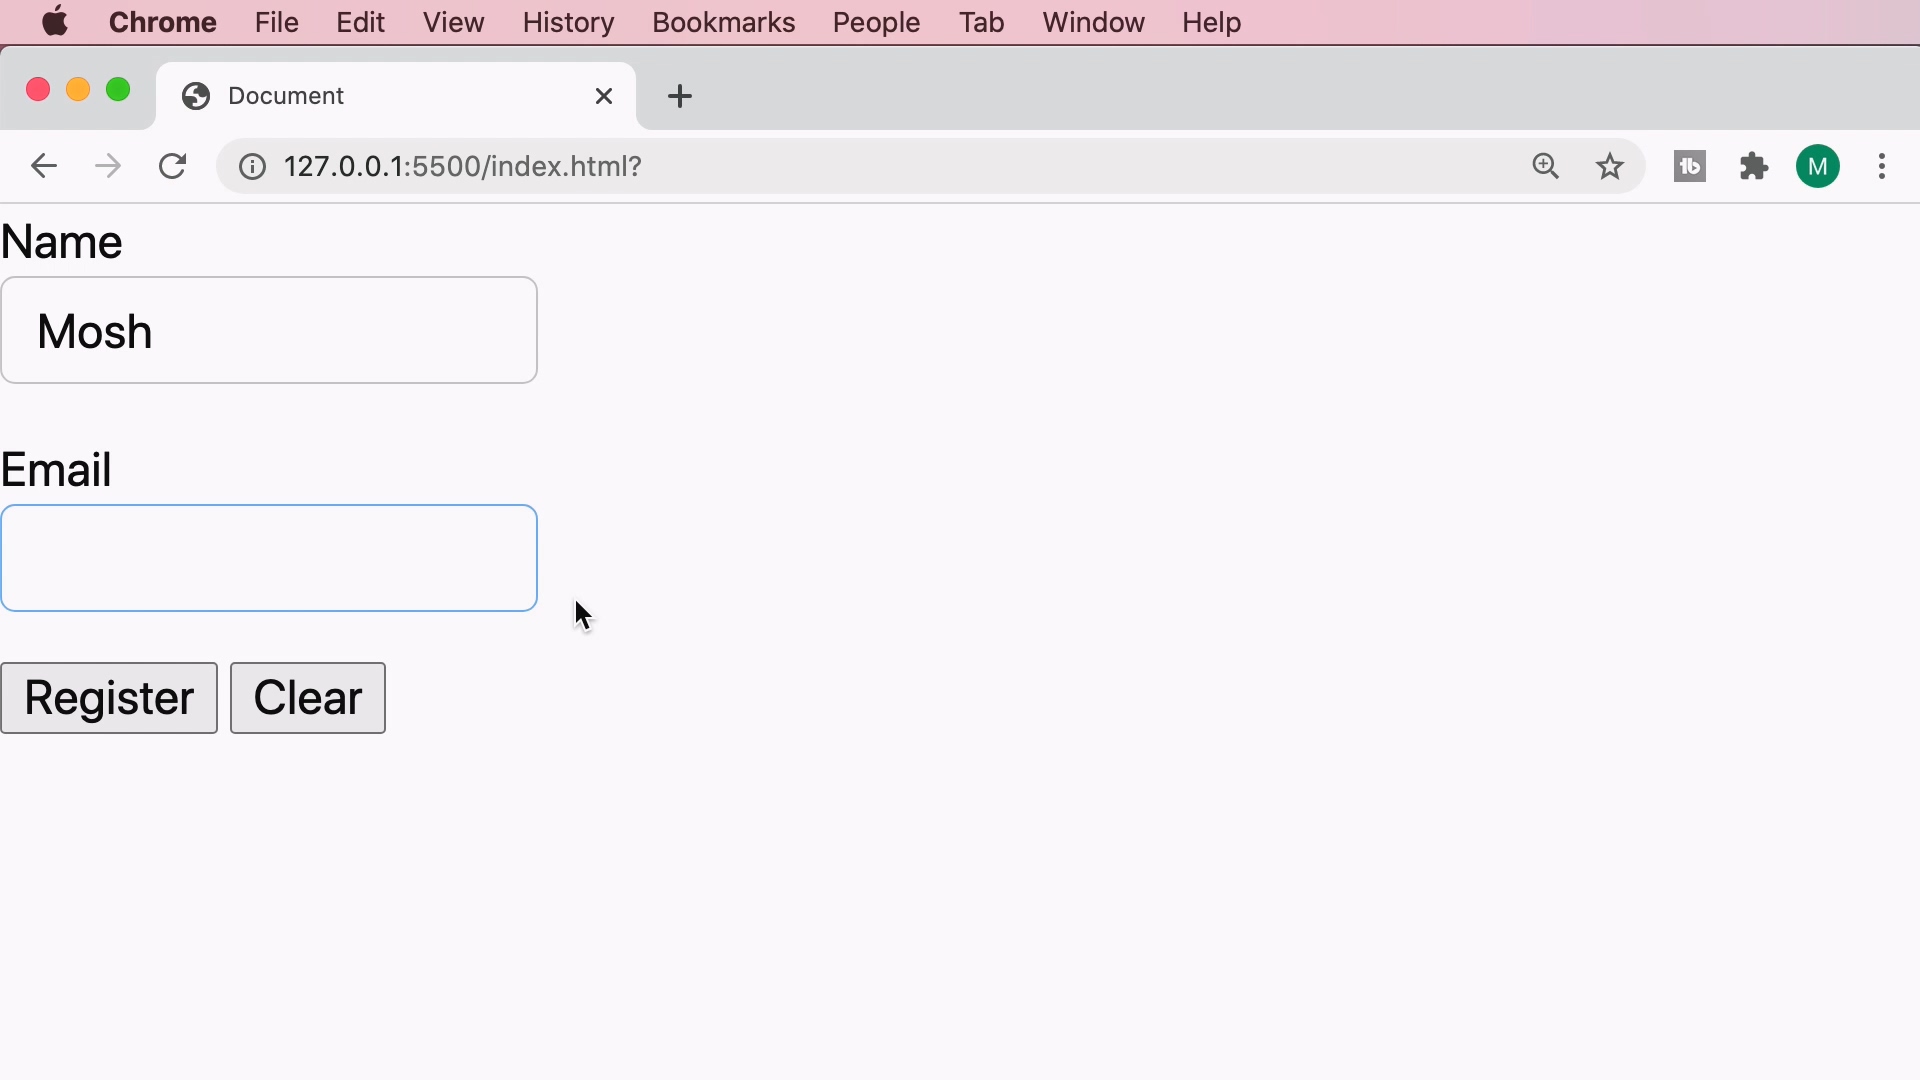 Chrome File Edit View History Bookmarks People Tab Window Help
Document
127.0.0.1:5500/index.html?
tb
M
Name
Mosh
Email
Register Clear